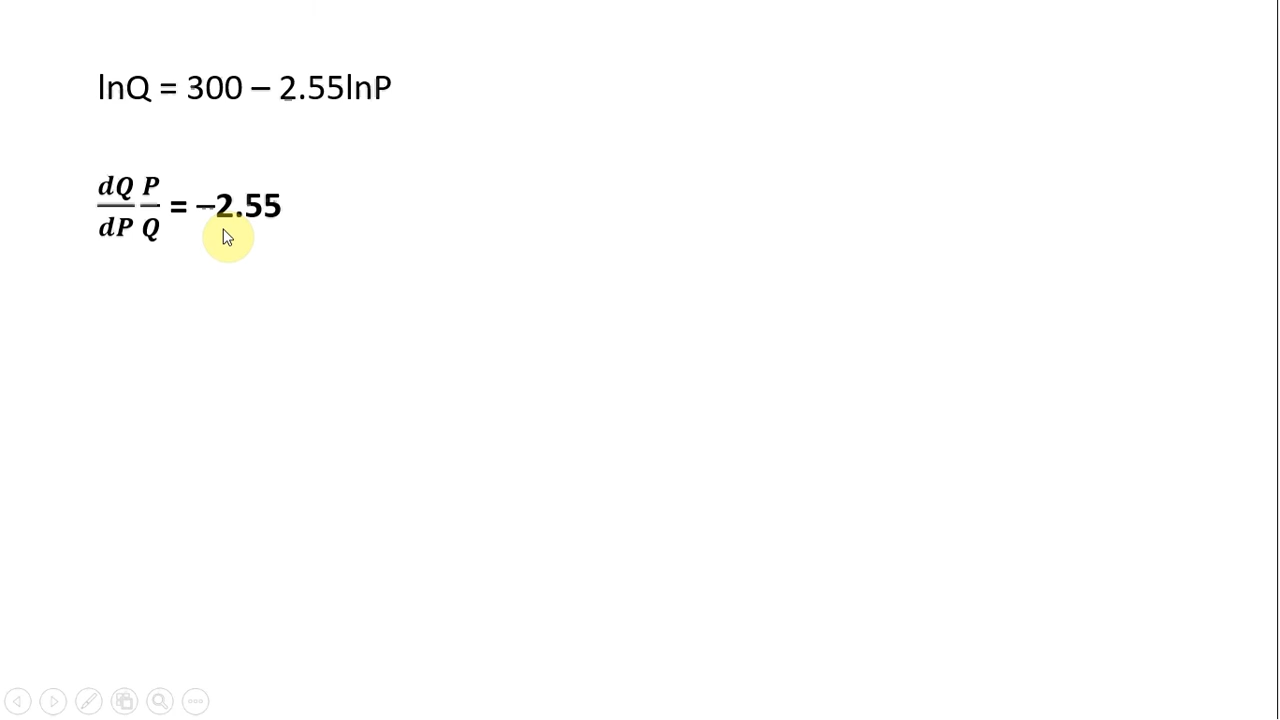 lnQ = 300 – 2.55lnP
dQ/dP P/Q = –2.55